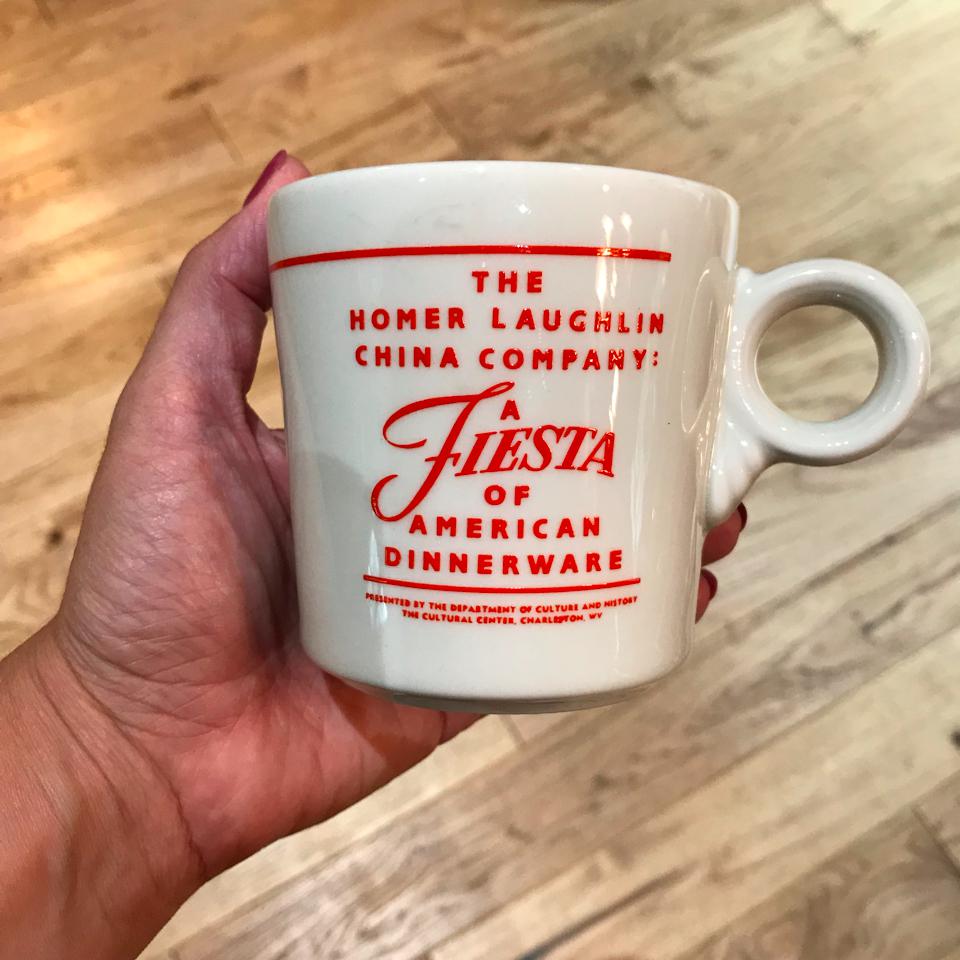 THE
HOMER LAUGHLIN
CHINA COMPANY:
A
FIESTA
OF
AMERICAN
DINNERWARE
PRESENTED BY THE DEPARTMENT OF CULTURE AND HISTORY
THE CULTURAL CENTER, CHARLESTON, WV